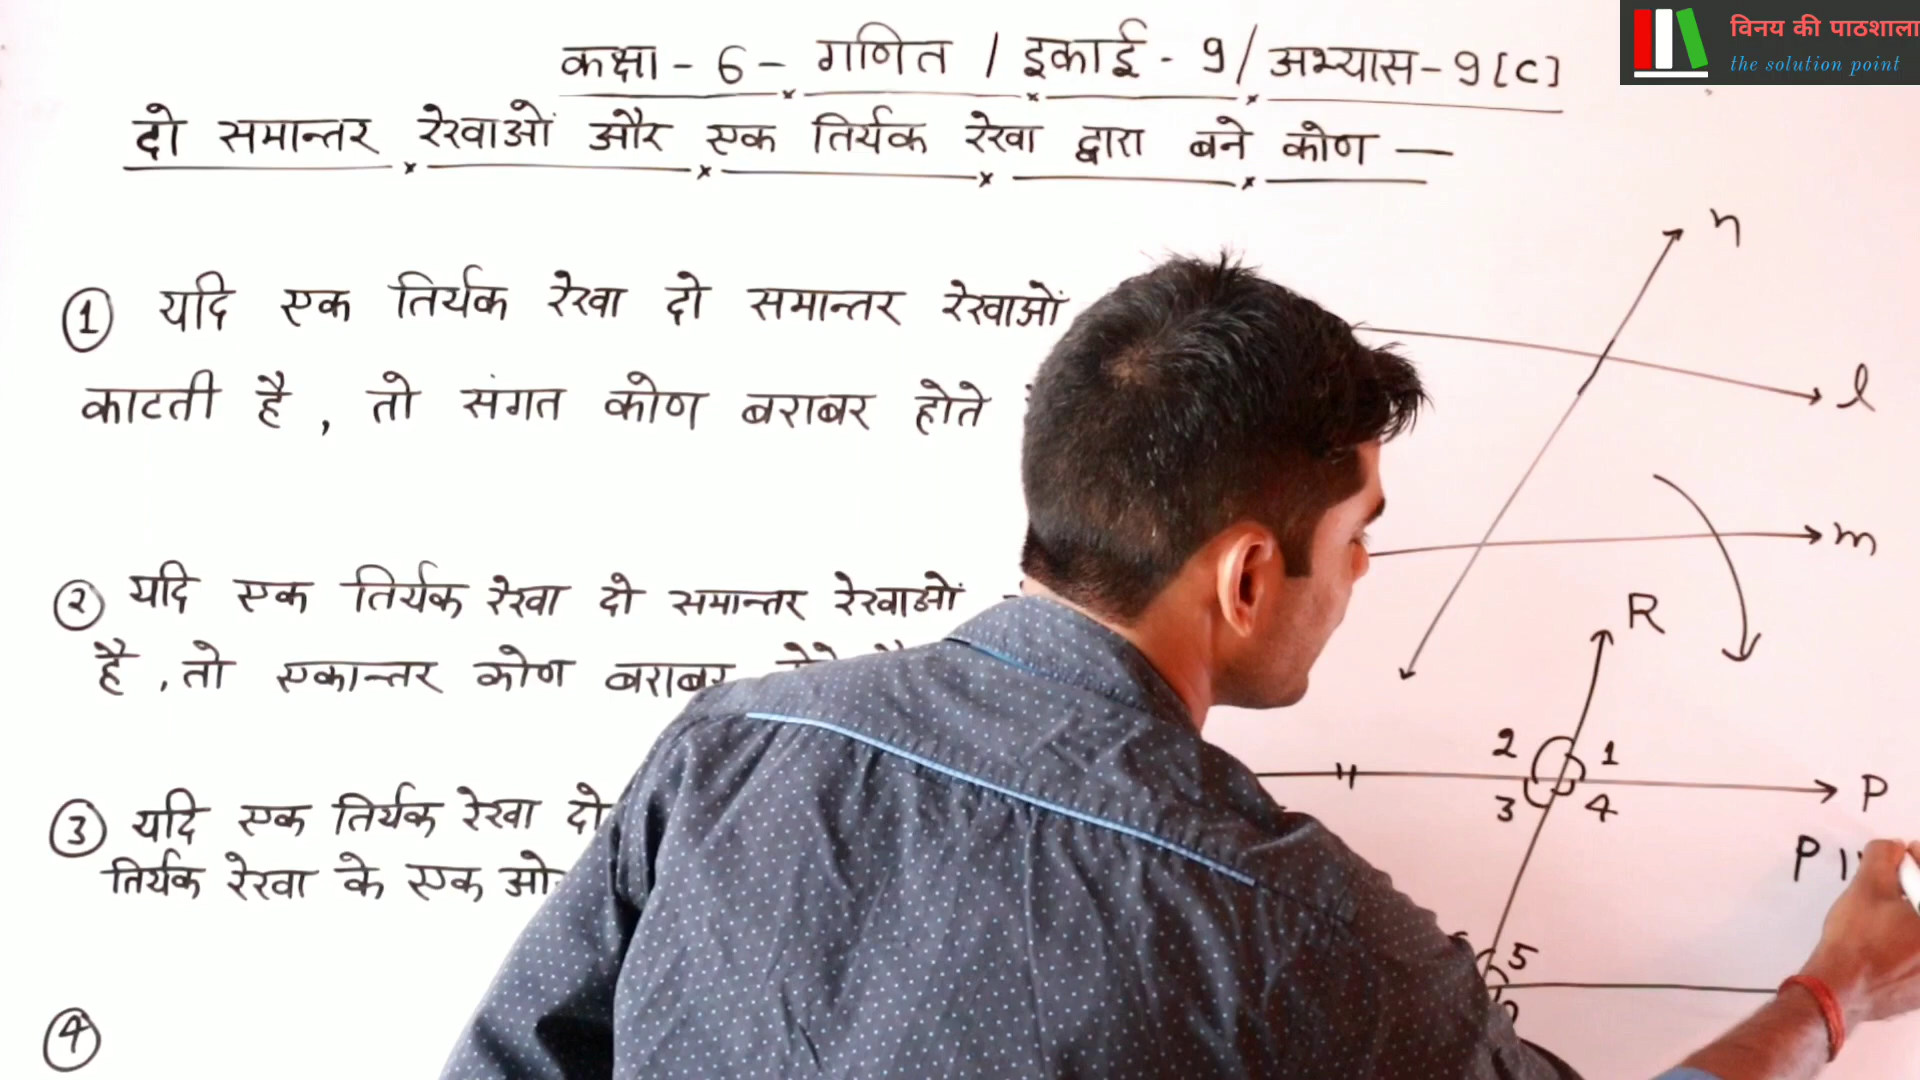 विनय की पाठशाला
the solution point
कक्षा - 6 - गणित / इकाई - 9 / अभ्यास - 9 [C]
दो समान्तर रेखाओं और एक तिर्यक रेखा द्वारा बने कोण —
① यदि एक तिर्यक रेखा दो समान्तर रेखाओं
काटती है, तो संगत कोण बराबर होते
② यदि एक तिर्यक रेखा दो समान्तर रेखाओं
है, तो एकान्तर कोण बराबर
③ यदि एक तिर्यक रेखा दो
तिर्यक रेखा के एक
④
n
l
m
R
2 1
P
3 4
P
5